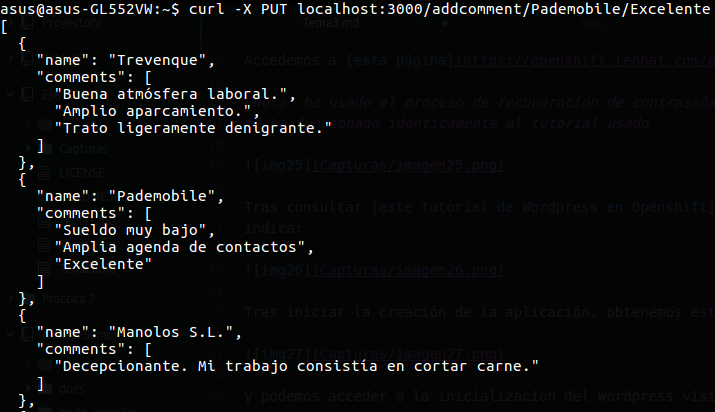 asus@asus-GL552VW:~$ curl -X PUT localhost:3000/addcomment/Pademobile/Excelente
[
{
"name": "Trevenque",
"comments": [
"Buena atmósfera laboral.",
"Amplio aparcamiento.",
"Trato ligeramente denigrante."
]
},
{
"name": "Pademobile",
"comments": [
"Sueldo muy bajo",
"Amplia agenda de contactos",
"Excelente"
]
},
{
"name": "Manolos S.L.",
"comments": [
"Decepcionante. Mi trabajo consistía en cortar carne."
]
},
ProyectoIV
Tema3.md
Accedemos a [esta página](https://openshift.redhat.com/a
he usado el proceso de recuperación de contraseña
idénticamente al tutorial usado
Capturas
![img25](Capturas/imagen25.png)
LICENSE
Tras consultar [este tutorial de Wordpress en Openshift]
indica:
![img26](Capturas/imagen26.png)
Practica 2
Tras iniciar la creación de la aplicación, obtenemos est
![img27](Capturas/imagen27.png)
docs
y podemos acceder a la inicialización del Wordpress visi